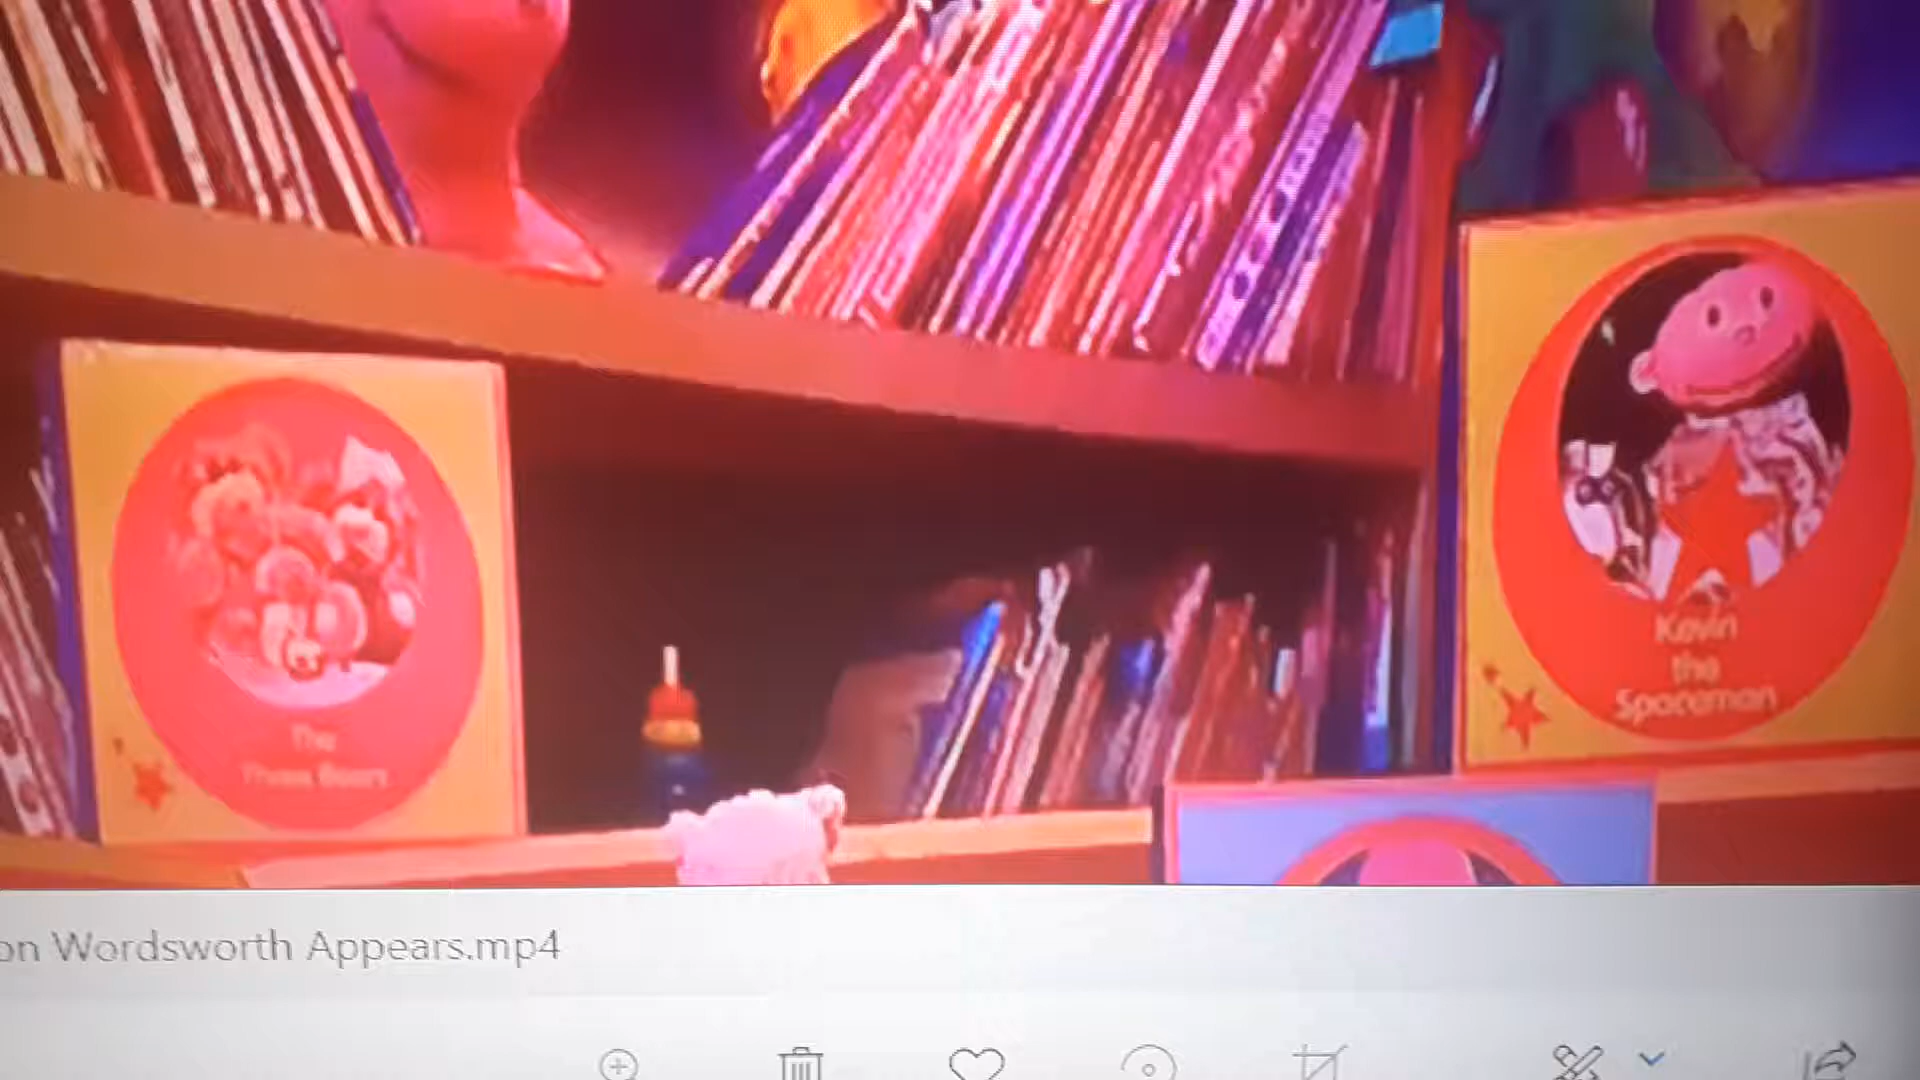 The
Three Bears
Kevin
the
Spaceman
on Wordsworth Appears.mp4